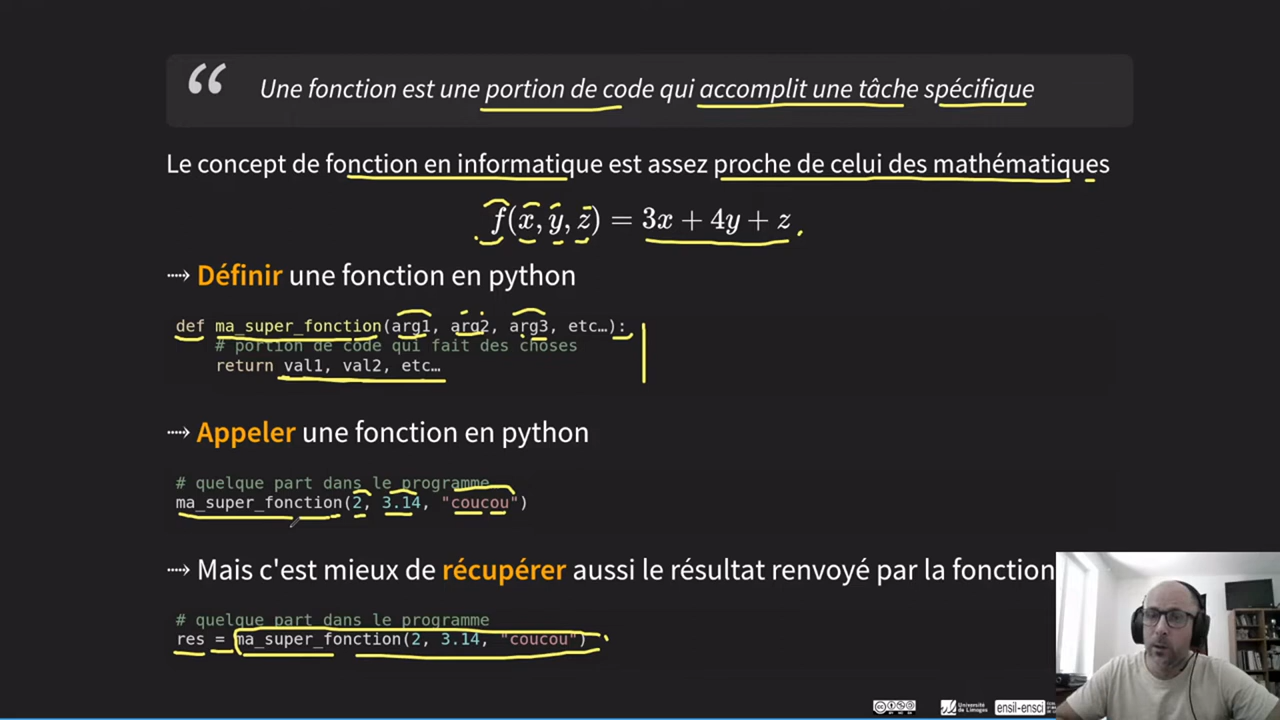 “
Une fonction est une portion de code qui accomplit une tâche spécifique
Le concept de fonction en informatique est assez proche de celui des mathématiques
f(x, y, z) = 3x + 4y + z
⤑ Définir une fonction en python
def ma_super_fonction(arg1, arg2, arg3, etc…):
# portion de code qui fait des choses
return val1, val2, etc…
⤑ Appeler une fonction en python
# quelque part dans le programme
ma_super_fonction(2, 3.14, "coucou")
⤑ Mais c'est mieux de récupérer aussi le résultat renvoyé par la fonction
# quelque part dans le programme
res = ma_super_fonction(2, 3.14, "coucou")
Université de Limoges
ensil-ensci